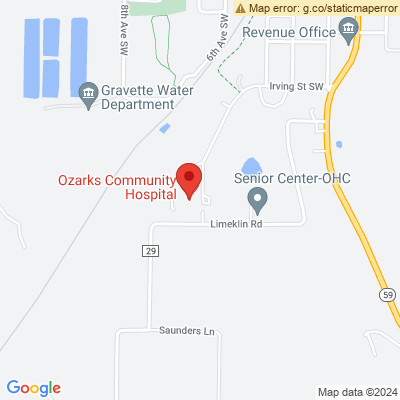 Map error: g.co/staticmaperror
8th Ave SW
6th Ave SW
Revenue Office
Irving St SW
Gravette Water
Department
Ozarks Community
Hospital
Senior Center-OHC
Limeklin Rd
29
59
Saunders Ln
Google
Map data ©2024